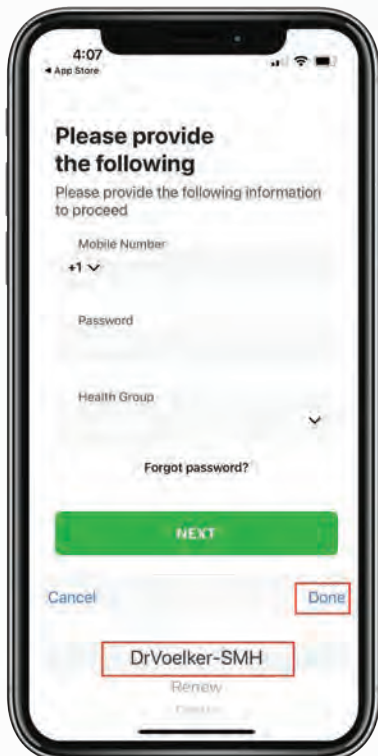 4:07
◀ App Store
Please provide
the following
Please provide the following information
to proceed
Mobile Number
+1
Password
Health Group
Forgot password?
NEXT
Cancel Done
DrVoelker-SMH
Renew